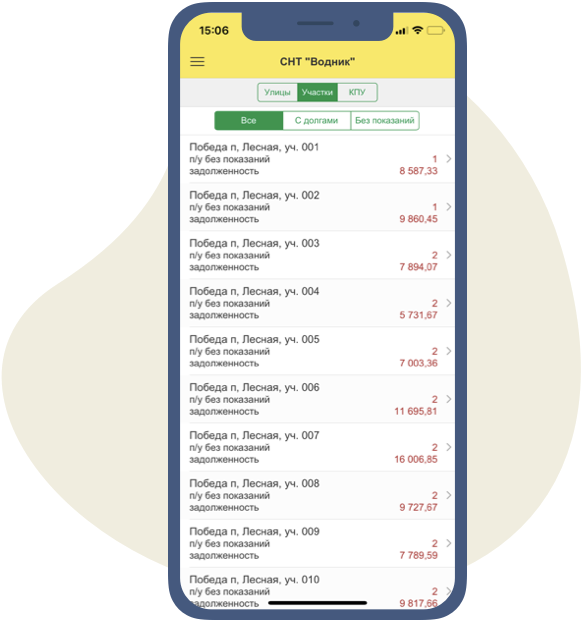 15:06
СНТ "Водник"
Улицы Участки КПУ
Все С долгами Без показаний
Победа п, Лесная, уч. 001
п/у без показаний 1
задолженность 8 587,33
Победа п, Лесная, уч. 002
п/у без показаний 1
задолженность 9 860,45
Победа п, Лесная, уч. 003
п/у без показаний 2
задолженность 7 894,07
Победа п, Лесная, уч. 004
п/у без показаний 2
задолженность 5 731,67
Победа п, Лесная, уч. 005
п/у без показаний 2
задолженность 7 003,36
Победа п, Лесная, уч. 006
п/у без показаний 2
задолженность 11 695,81
Победа п, Лесная, уч. 007
п/у без показаний 2
задолженность 16 006,85
Победа п, Лесная, уч. 008
п/у без показаний 2
задолженность 9 727,67
Победа п, Лесная, уч. 009
п/у без показаний 2
задолженность 7 789,59
Победа п, Лесная, уч. 010
п/у без показаний 2
задолженность 9 817,66